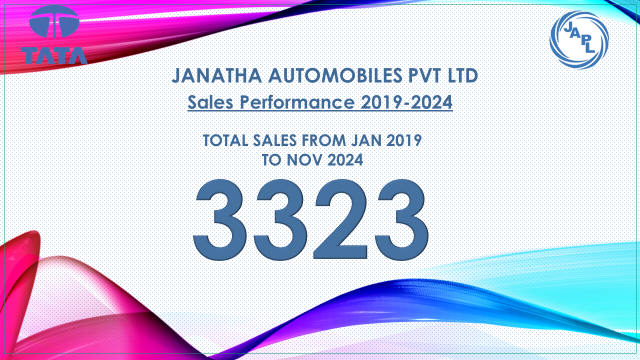 TATA
JAPL
JANATHA AUTOMOBILES PVT LTD
Sales Performance 2019-2024
TOTAL SALES FROM JAN 2019
TO NOV 2024
3323